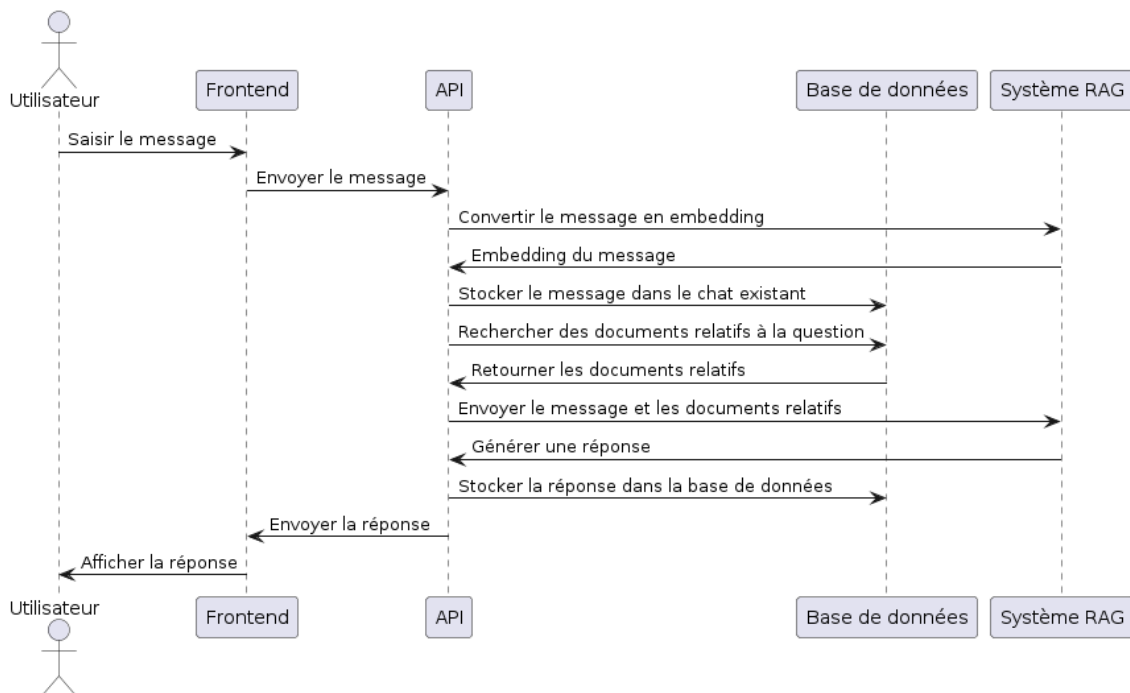 Utilisateur
Frontend
API
Base de données
Système RAG
Saisir le message
Envoyer le message
Convertir le message en embedding
Embedding du message
Stocker le message dans le chat existant
Rechercher des documents relatifs à la question
Retourner les documents relatifs
Envoyer le message et les documents relatifs
Générer une réponse
Stocker la réponse dans la base de données
Envoyer la réponse
Afficher la réponse
Utilisateur
Frontend
API
Base de données
Système RAG